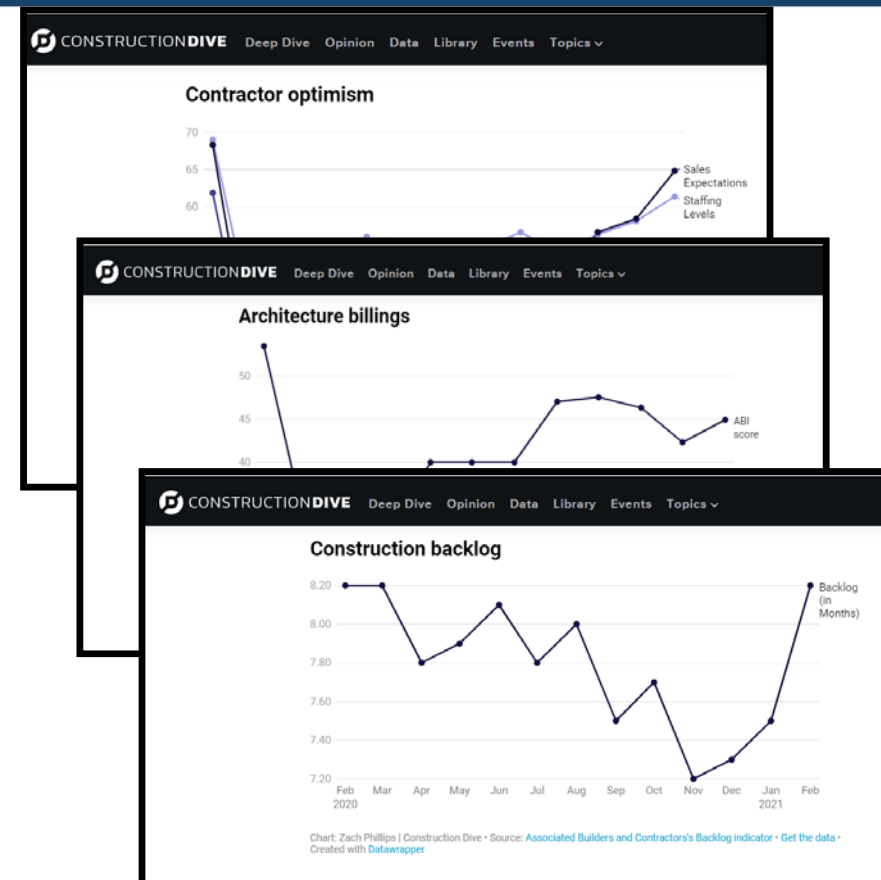 CONSTRUCTIONDIVE Deep Dive Opinion Data Library Events Topics
Contractor optimism
70
65
60
Sales
Expectations
Staffing
Levels
CONSTRUCTIONDIVE Deep Dive Opinion Data Library Events Topics
Architecture billings
50
45
40
ABI
score
CONSTRUCTIONDIVE Deep Dive Opinion Data Library Events Topics
Construction backlog
8.20
8.00
7.80
7.60
7.40
7.20
Backlog
(in
Months)
Feb Mar Apr May Jun Jul Aug Sep Oct Nov Dec Jan Feb
2020 2021
Chart: Zach Phillips | Construction Dive • Source: Associated Builders and Contractors's Backlog indicator • Get the data •
Created with Datawrapper